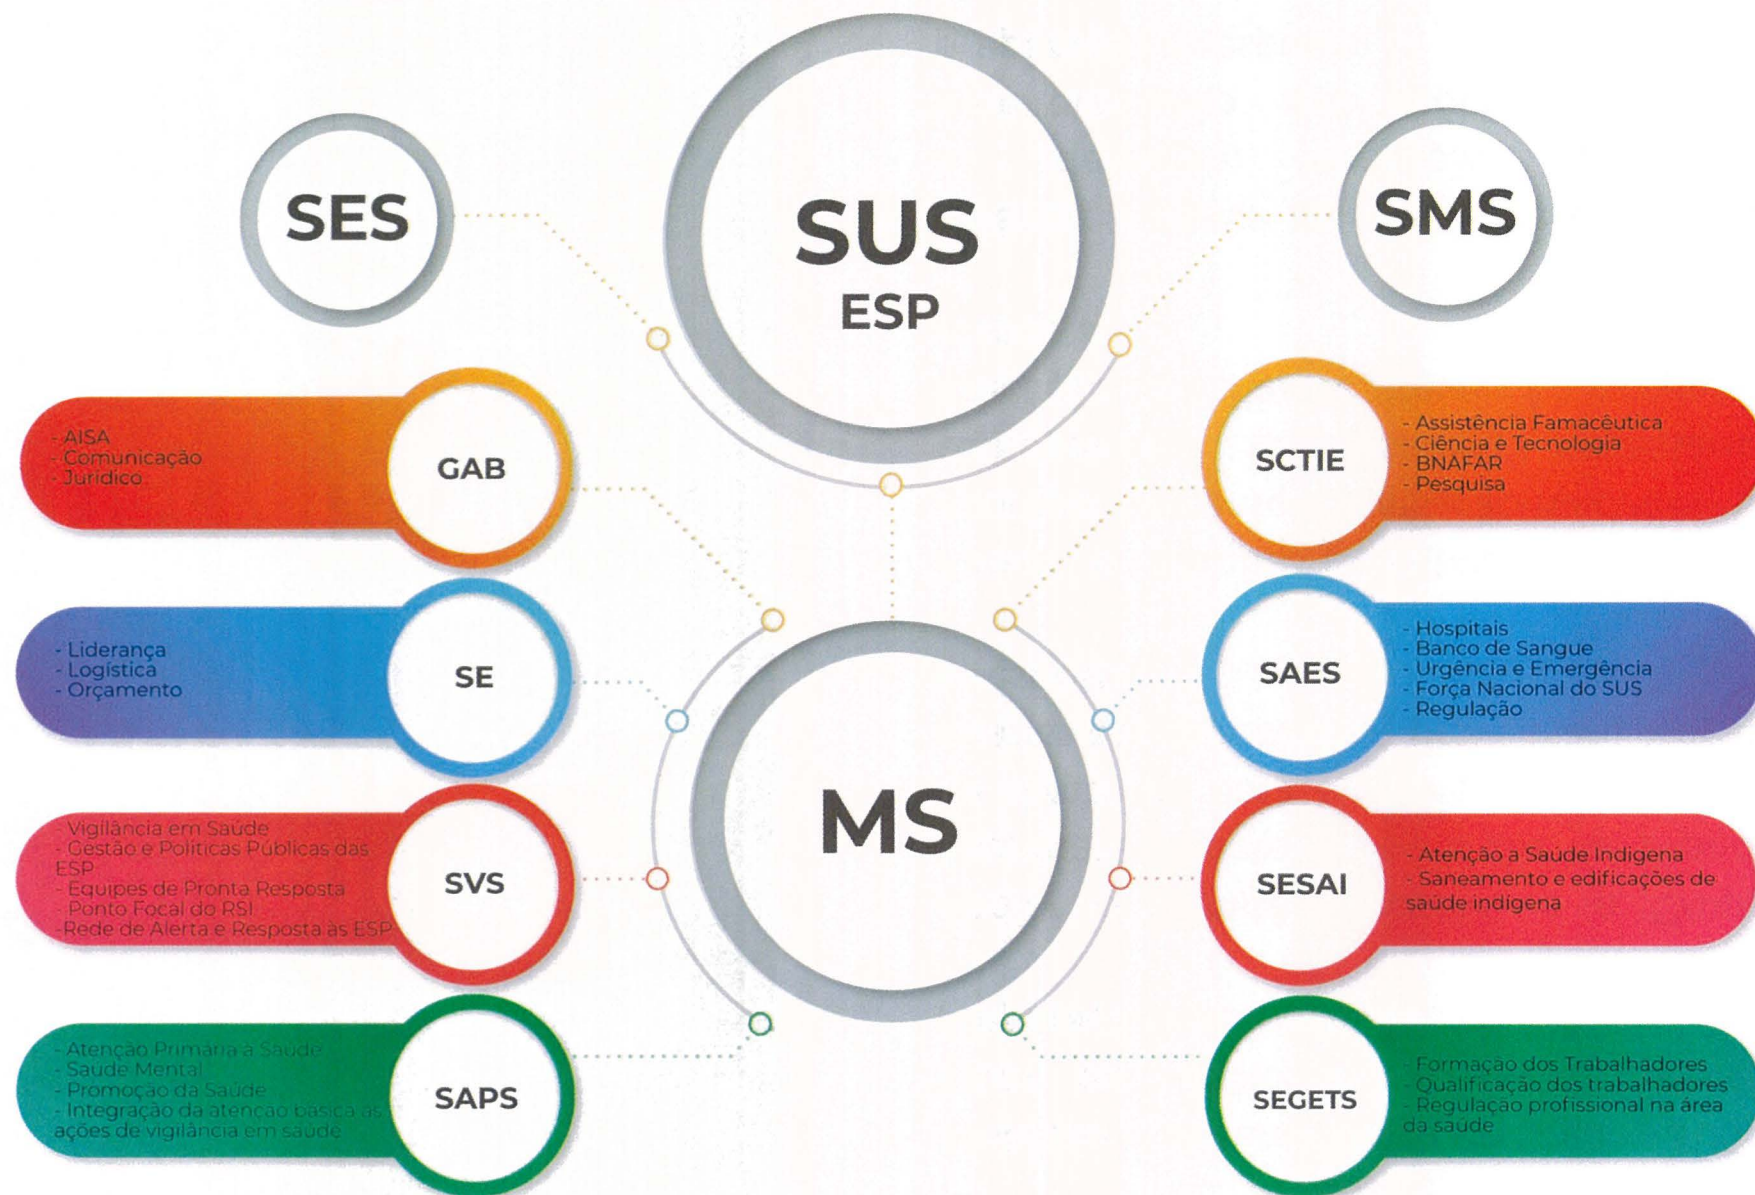 SES
SUS
ESP
SMS
- AISA
- Comunicação
- Jurídico
GAB
SCTIE
- Assistência Famacêutica
- Ciência e Tecnologia
- BNAFAR
- Pesquisa
- Liderança
- Logística
- Orçamento
SE
SAES
- Hospitais
- Banco de Sangue
- Urgência e Emergência
- Força Nacional do SUS
- Regulação
MS
- Vigilância em Saúde
- Gestão e Políticas Públicas das
ESP
- Equipes de Pronta Resposta
- Ponto Focal do RSI
-Rede de Alerta e Resposta às ESP
SVS
SESAI
- Atenção a Saúde Indígena
- Saneamento e edificações de
saúde indígena
- Atenção Primária à Saúde
- Saúde Mental
- Promoção da Saúde
- Integração da atenção básica às
ações de vigilância em saúde
SAPS
SEGETS
- Formação dos Trabalhadores
- Qualificação dos trabalhadores
- Regulação profissional na área
da saúde